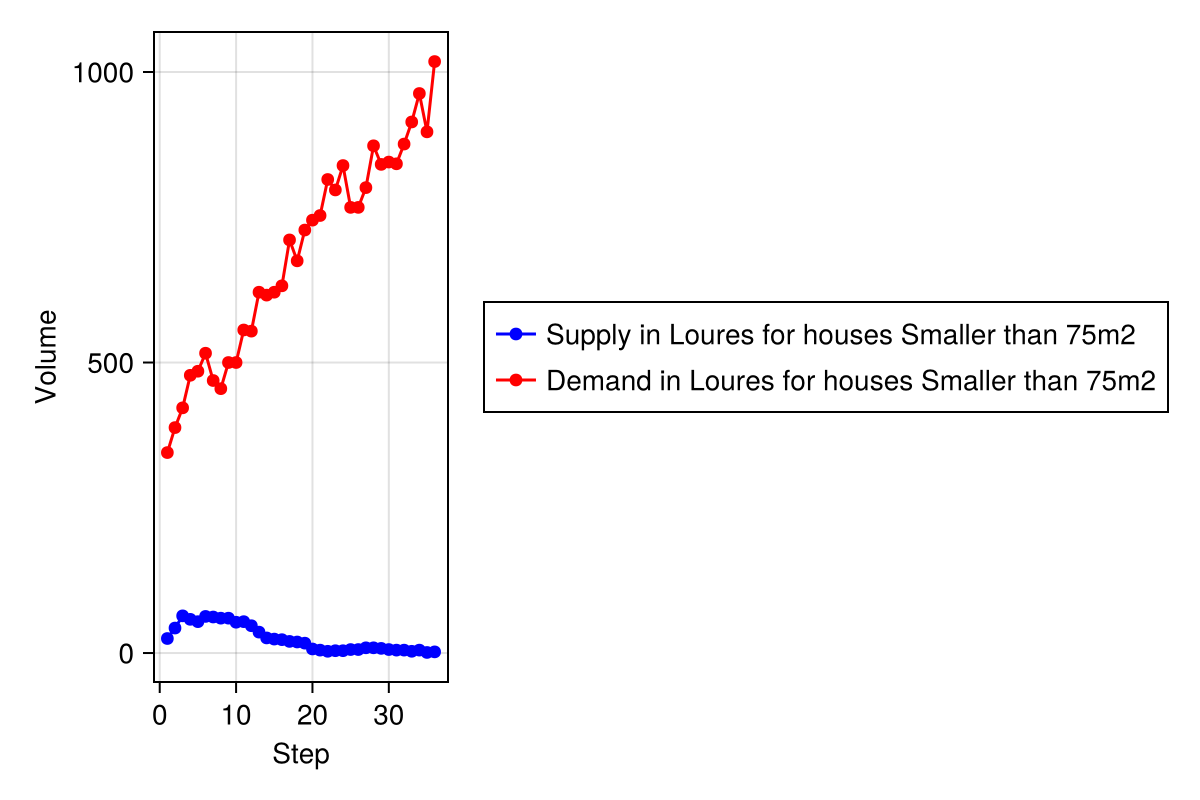 Volume
1000
500
0
0 10 20 30
Step
Supply in Loures for houses Smaller than 75m2
Demand in Loures for houses Smaller than 75m2